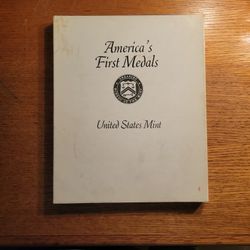 America's
First Medals
United States Mint